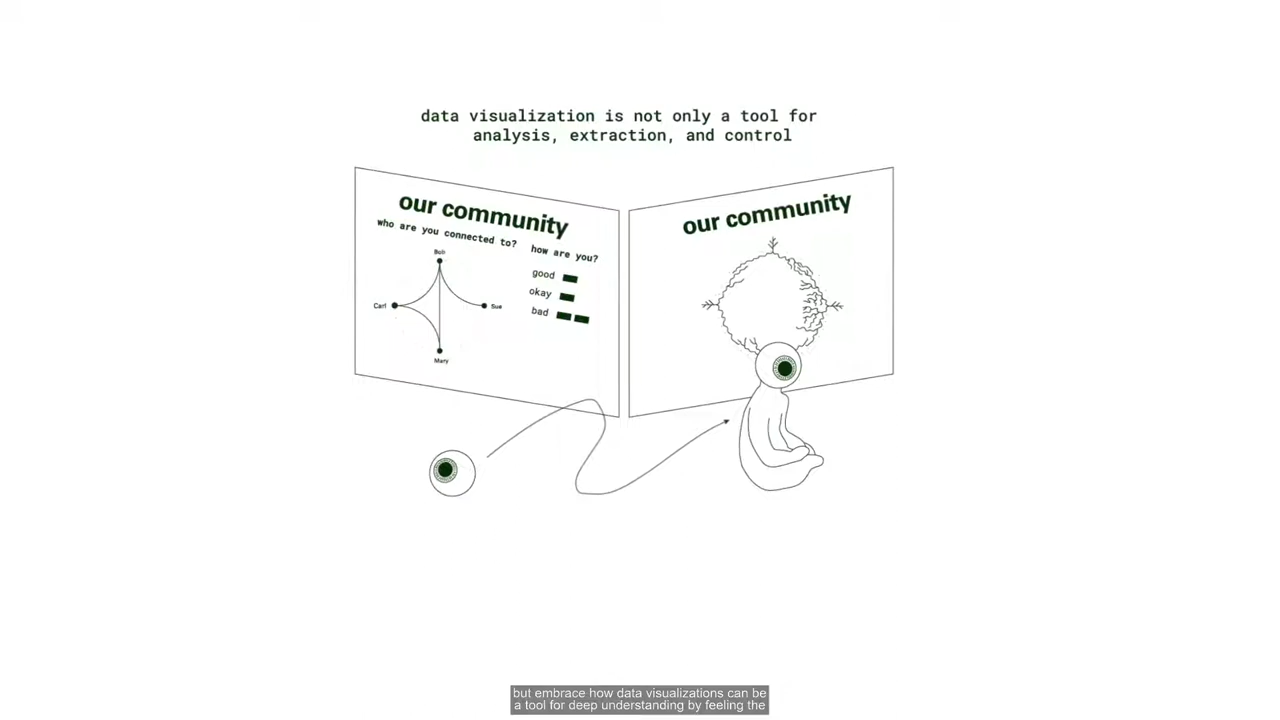 data visualization is not only a tool for
analysis, extraction, and control
our community
who are you connected to?
how are you?
Bob
Carl
Sue
Mary
good
okay
bad
our community
but embrace how data visualizations can be
a tool for deep understanding by feeling the